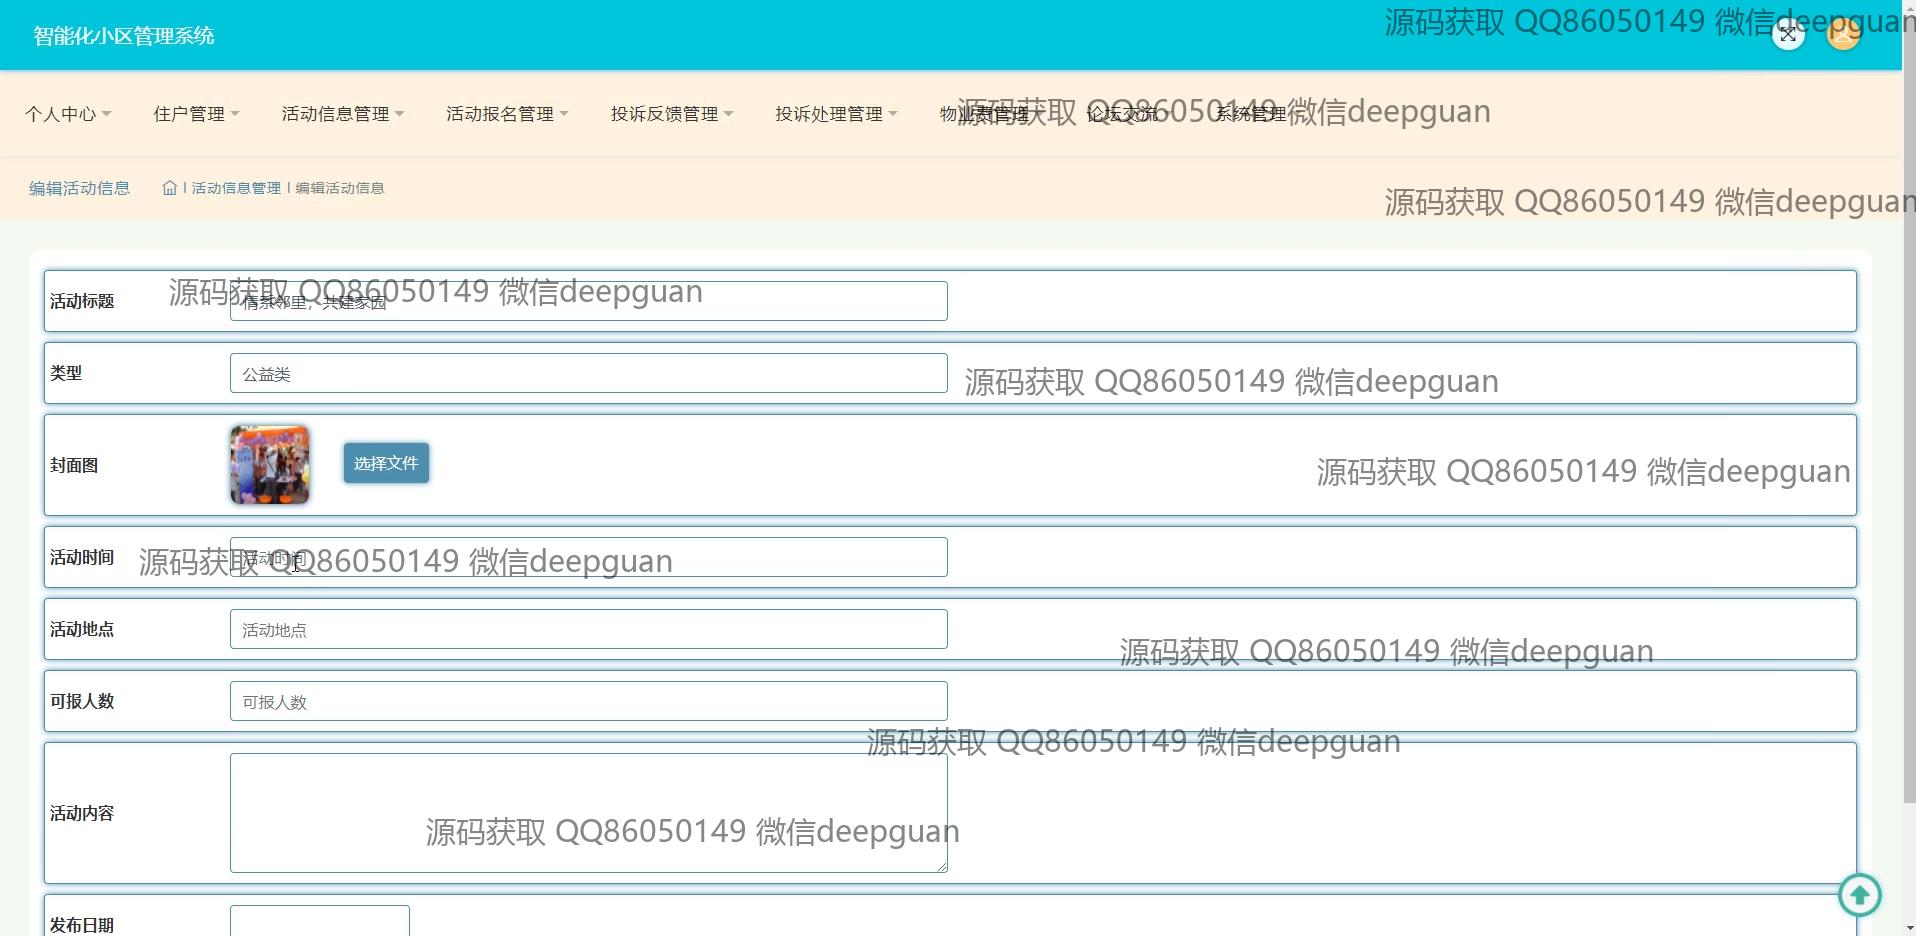 智能化小区管理系统
源码获取 QQ86050149 微信deepguan
个人中心 住户管理 活动信息管理 活动报名管理 投诉反馈管理 投诉处理管理 物业费管理 论坛交流 系统管理
源码获取 QQ86050149 微信deepguan
编辑活动信息 | 活动信息管理 | 编辑活动信息
源码获取 QQ86050149 微信deepguan
活动标题 情系邻里，共建家园
源码获取 QQ86050149 微信deepguan
类型 公益类
源码获取 QQ86050149 微信deepguan
封面图 选择文件
源码获取 QQ86050149 微信deepguan
活动时间 活动时间
源码获取 QQ86050149 微信deepguan
活动地点 活动地点
源码获取 QQ86050149 微信deepguan
可报人数 可报人数
源码获取 QQ86050149 微信deepguan
活动内容
源码获取 QQ86050149 微信deepguan
发布日期